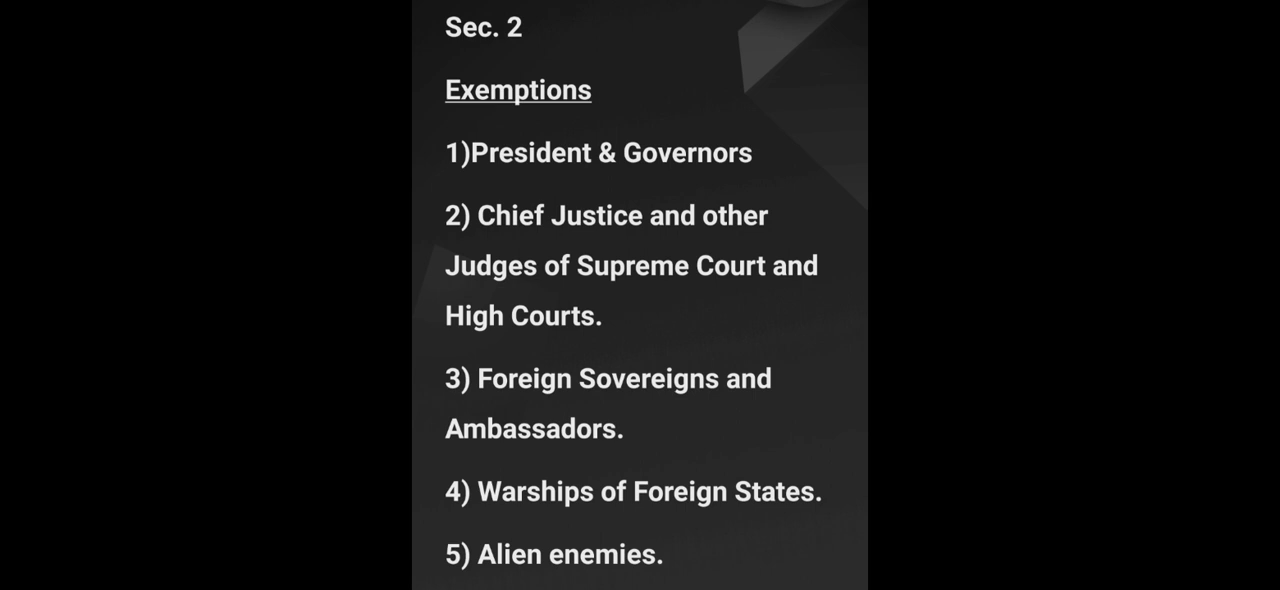 Sec. 2
Exemptions
1)President & Governors
2) Chief Justice and other
Judges of Supreme Court and
High Courts.
3) Foreign Sovereigns and
Ambassadors.
4) Warships of Foreign States.
5) Alien enemies.